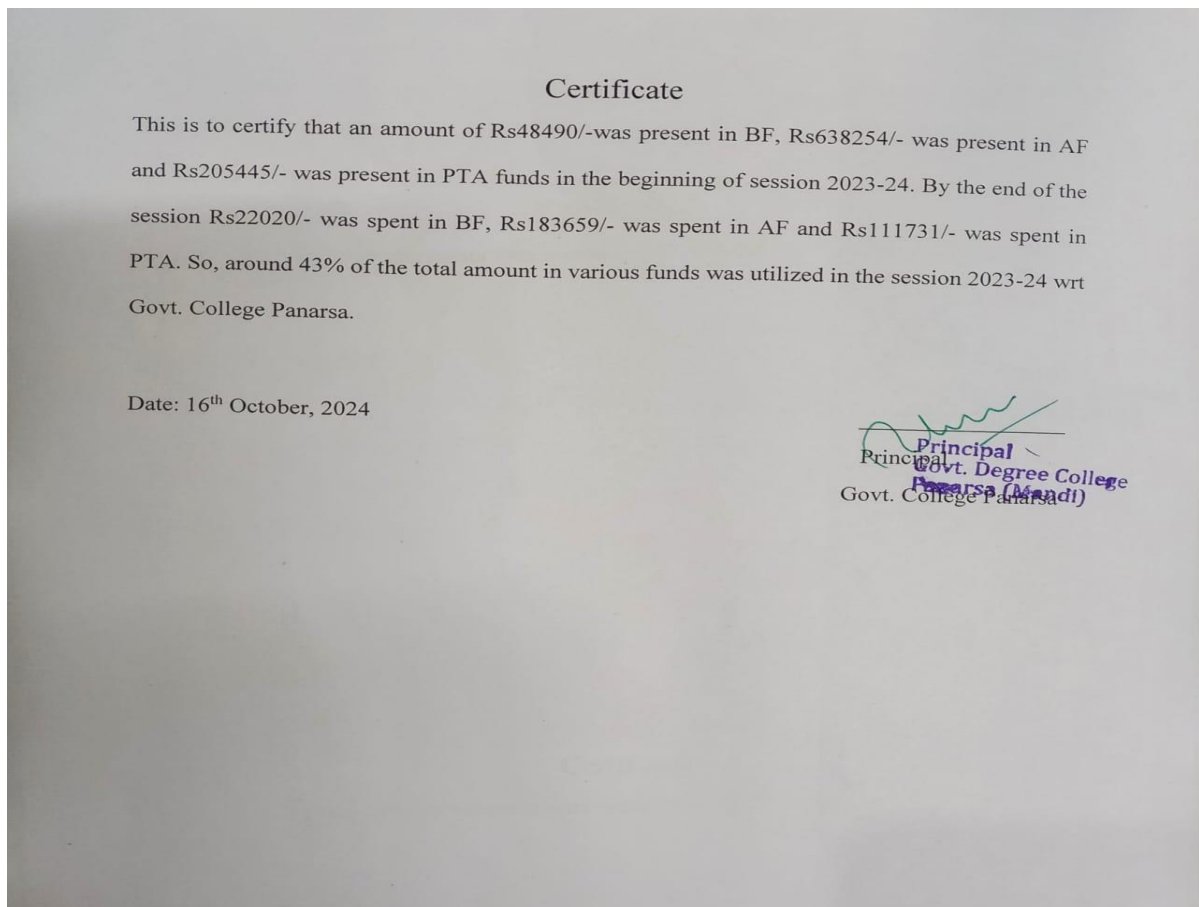 Certificate
This is to certify that an amount of Rs48490/-was present in BF, Rs638254/- was present in AF
and Rs205445/- was present in PTA funds in the beginning of session 2023-24. By the end of the
session Rs22020/- was spent in BF, Rs183659/- was spent in AF and Rs111731/- was spent in
PTA. So, around 43% of the total amount in various funds was utilized in the session 2023-24 wrt
Govt. College Panarsa.
Date: 16th October, 2024
Principal
Principal
Govt. Degree College
Panarsa (Mandi)
Govt. College Panarsa